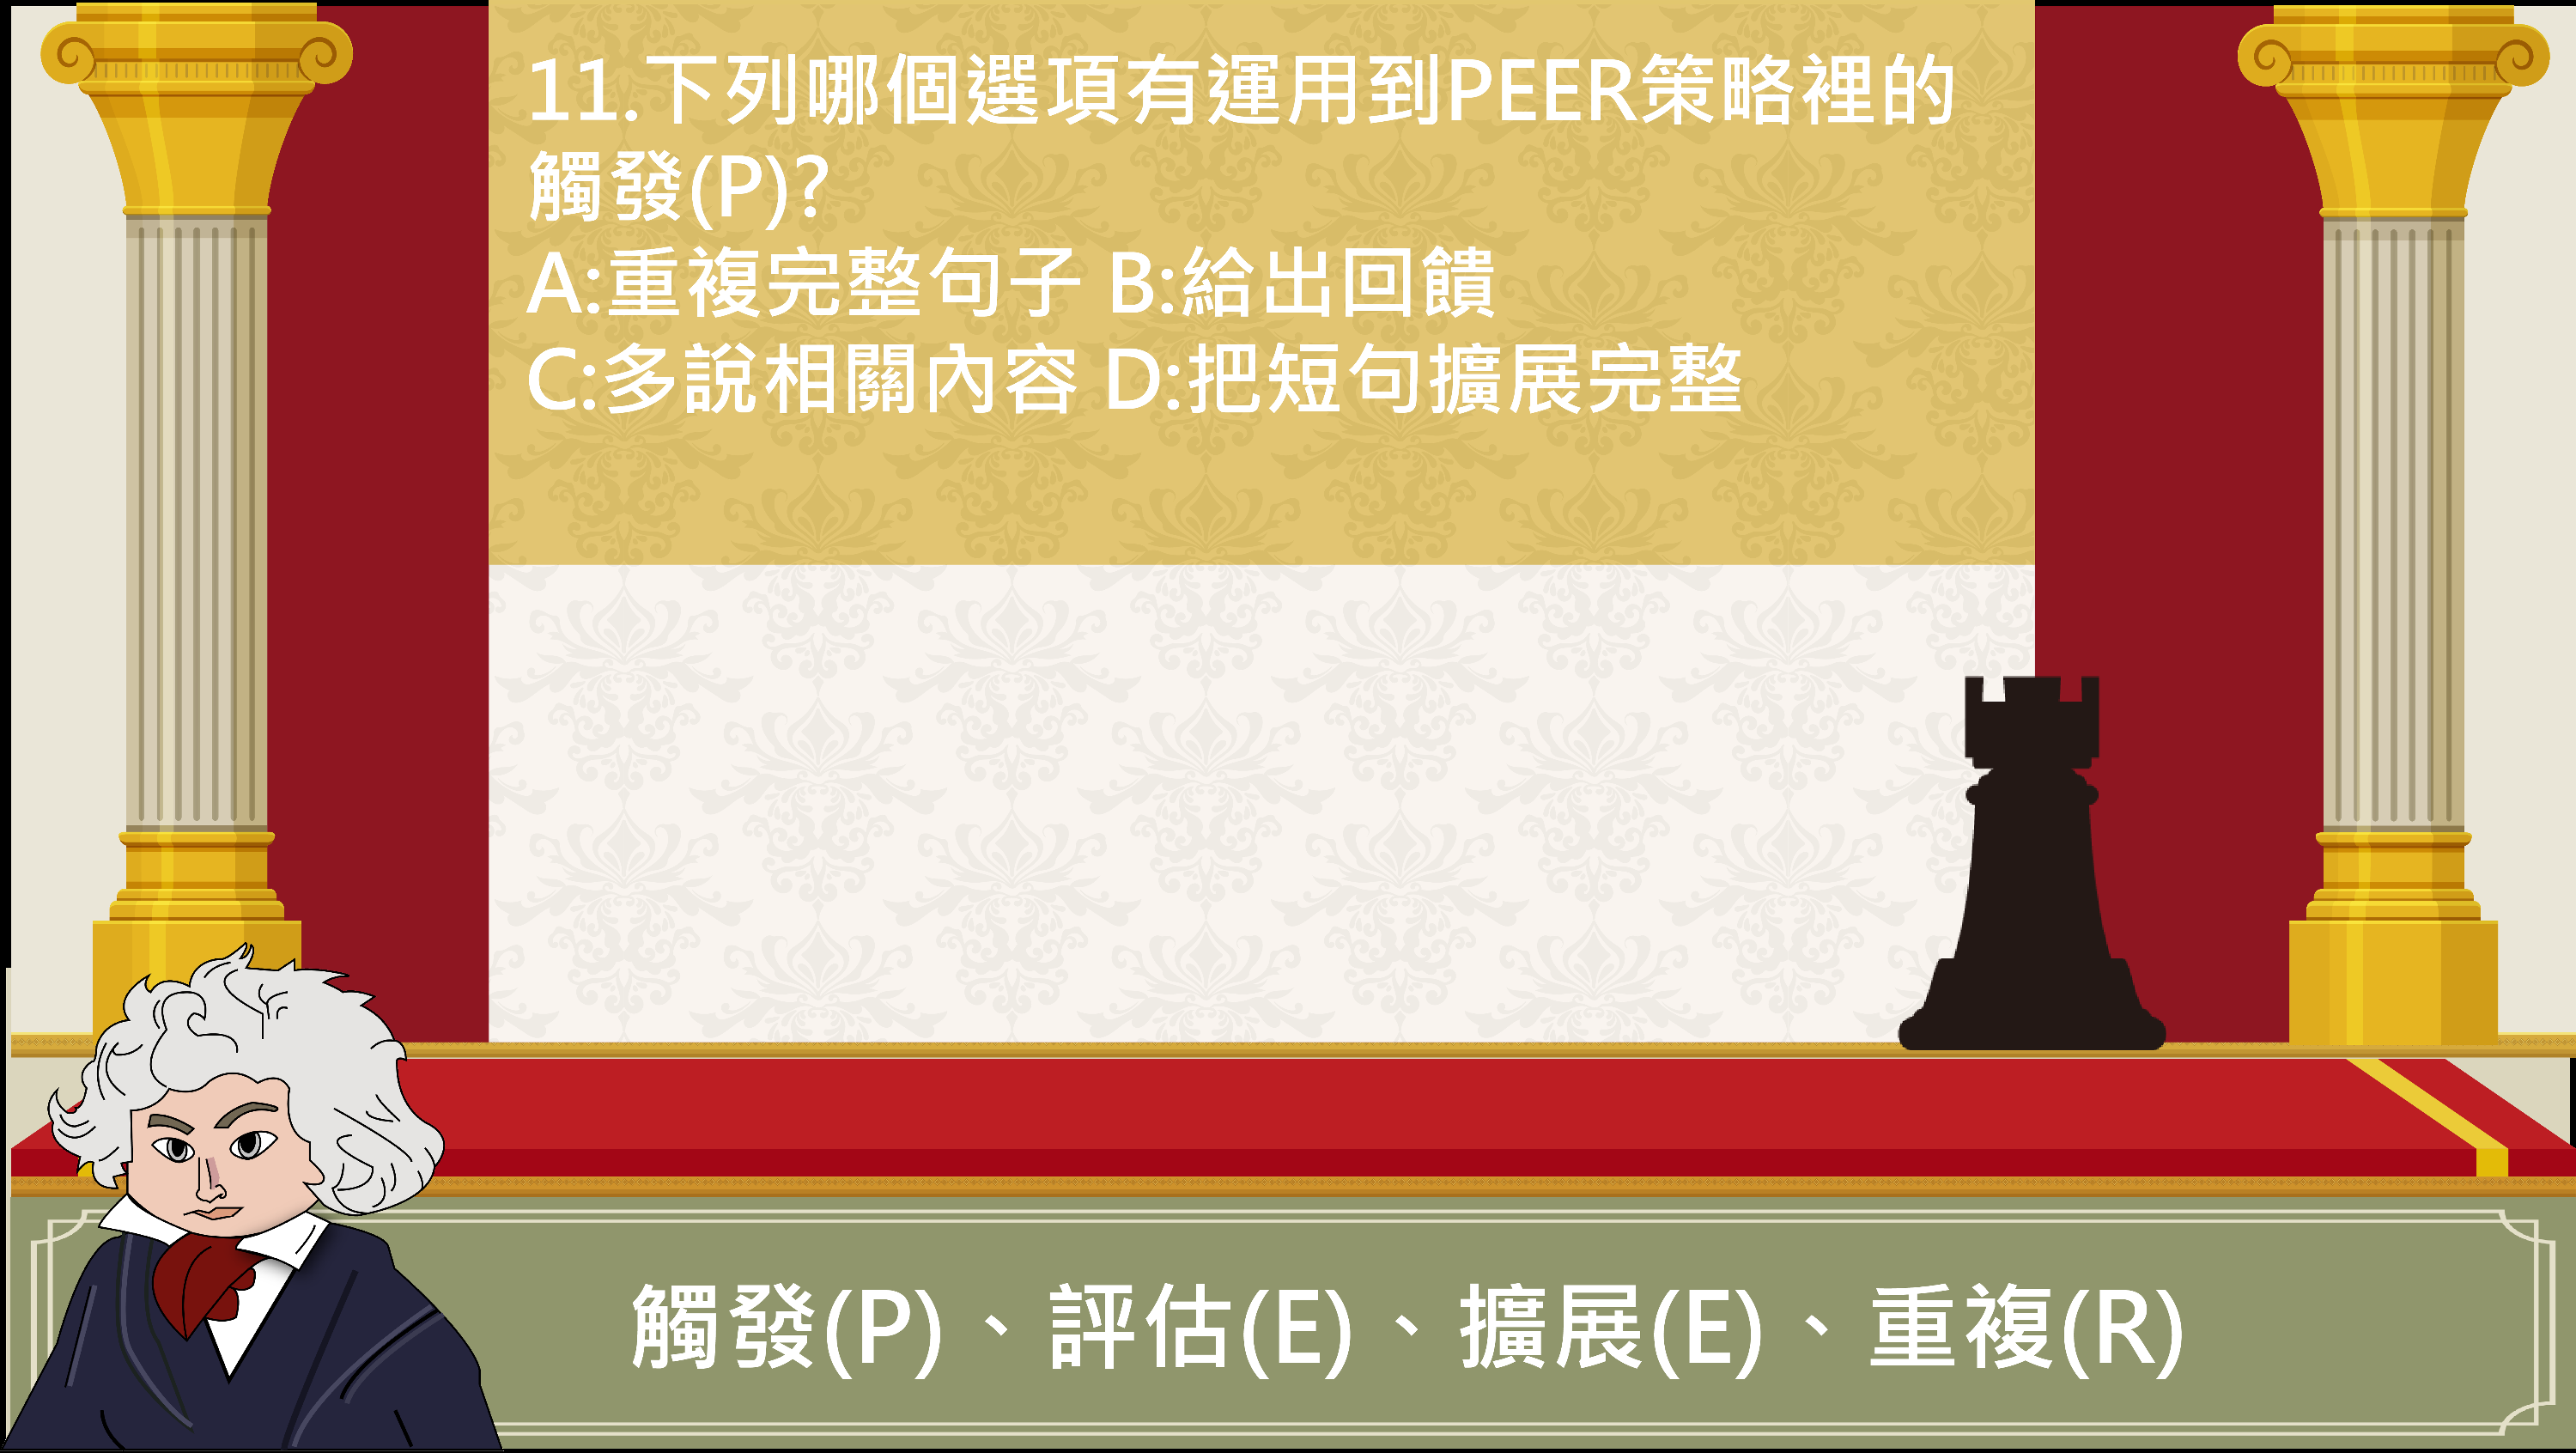 11.下列哪個選項有運用到PEER策略裡的
觸發(P)?
A:重複完整句子 B:給出回饋
C:多說相關內容 D:把短句擴展完整
觸發(P)、評估(E)、擴展(E)、重複(R)